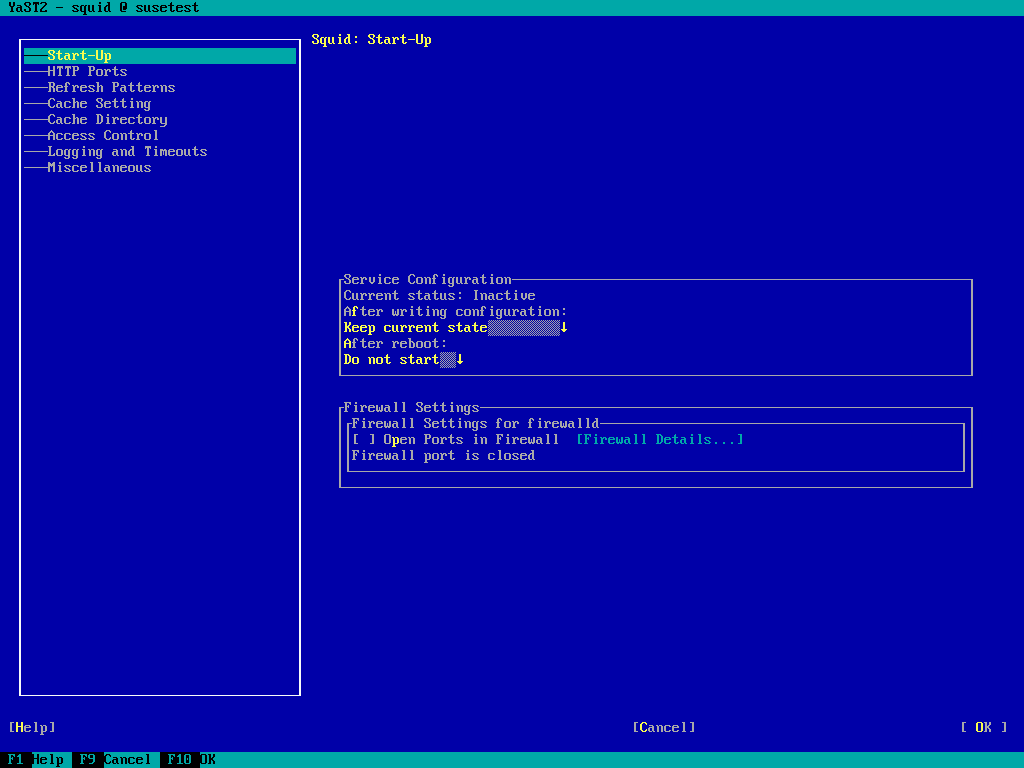 YaST2 - squid @ susetest
Start-Up
HTTP Ports
Refresh Patterns
Cache Setting
Cache Directory
Access Control
Logging and Timeouts
Miscellaneous
Squid: Start-Up
Service Configuration
Current status: Inactive
After writing configuration:
Keep current state↓
After reboot:
Do not start↓
Firewall Settings
Firewall Settings for firewalld
[ ] Open Ports in Firewall [Firewall Details...]
Firewall port is closed
[Help] [Cancel] [ OK ]
F1 Help F9 Cancel F10 OK